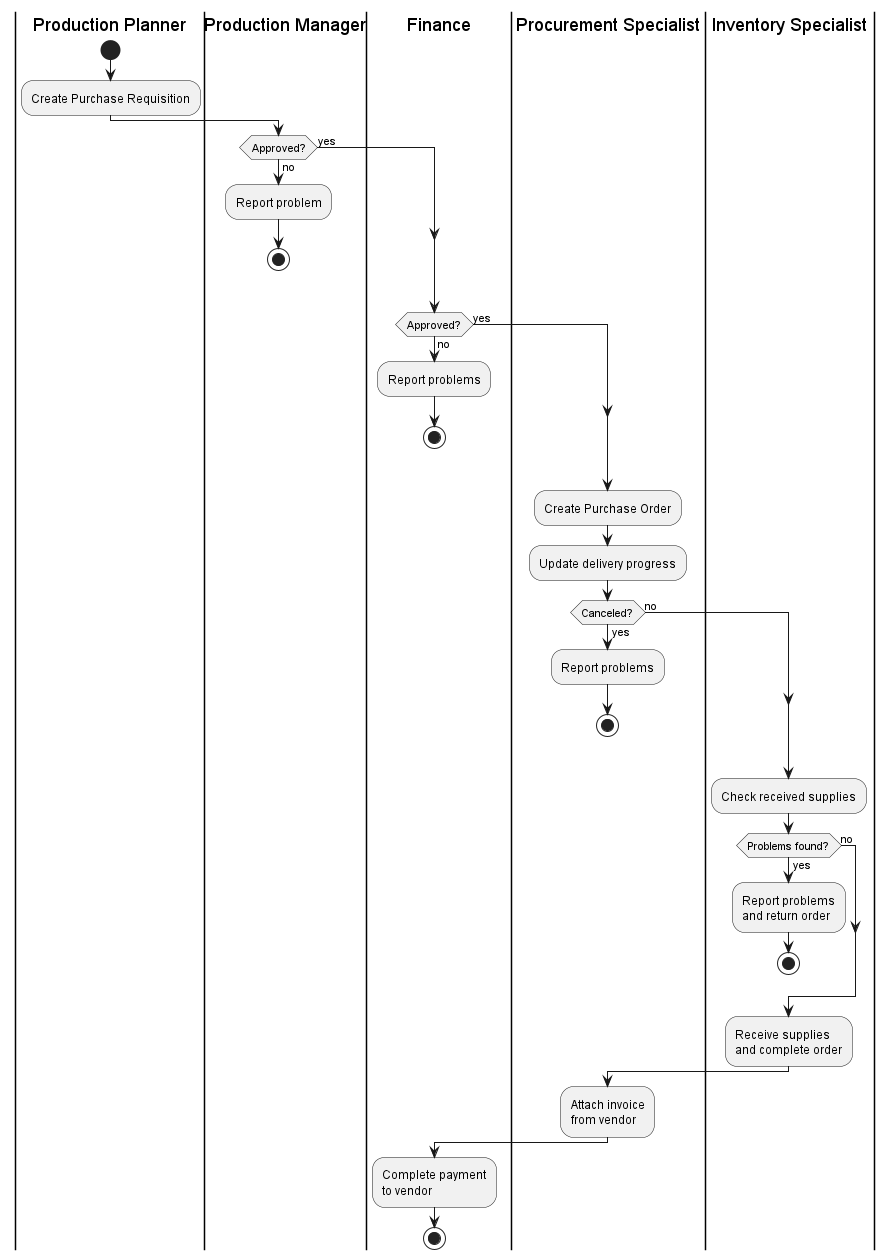 Production Planner
Production Manager
Finance
Procurement Specialist
Inventory Specialist
Create Purchase Requisition
Approved?
yes
no
Report problem
Approved?
yes
no
Report problems
Create Purchase Order
Update delivery progress
Canceled?
no
yes
Report problems
Check received supplies
Problems found?
no
yes
Report problems
and return order
Receive supplies
and complete order
Attach invoice
from vendor
Complete payment
to vendor